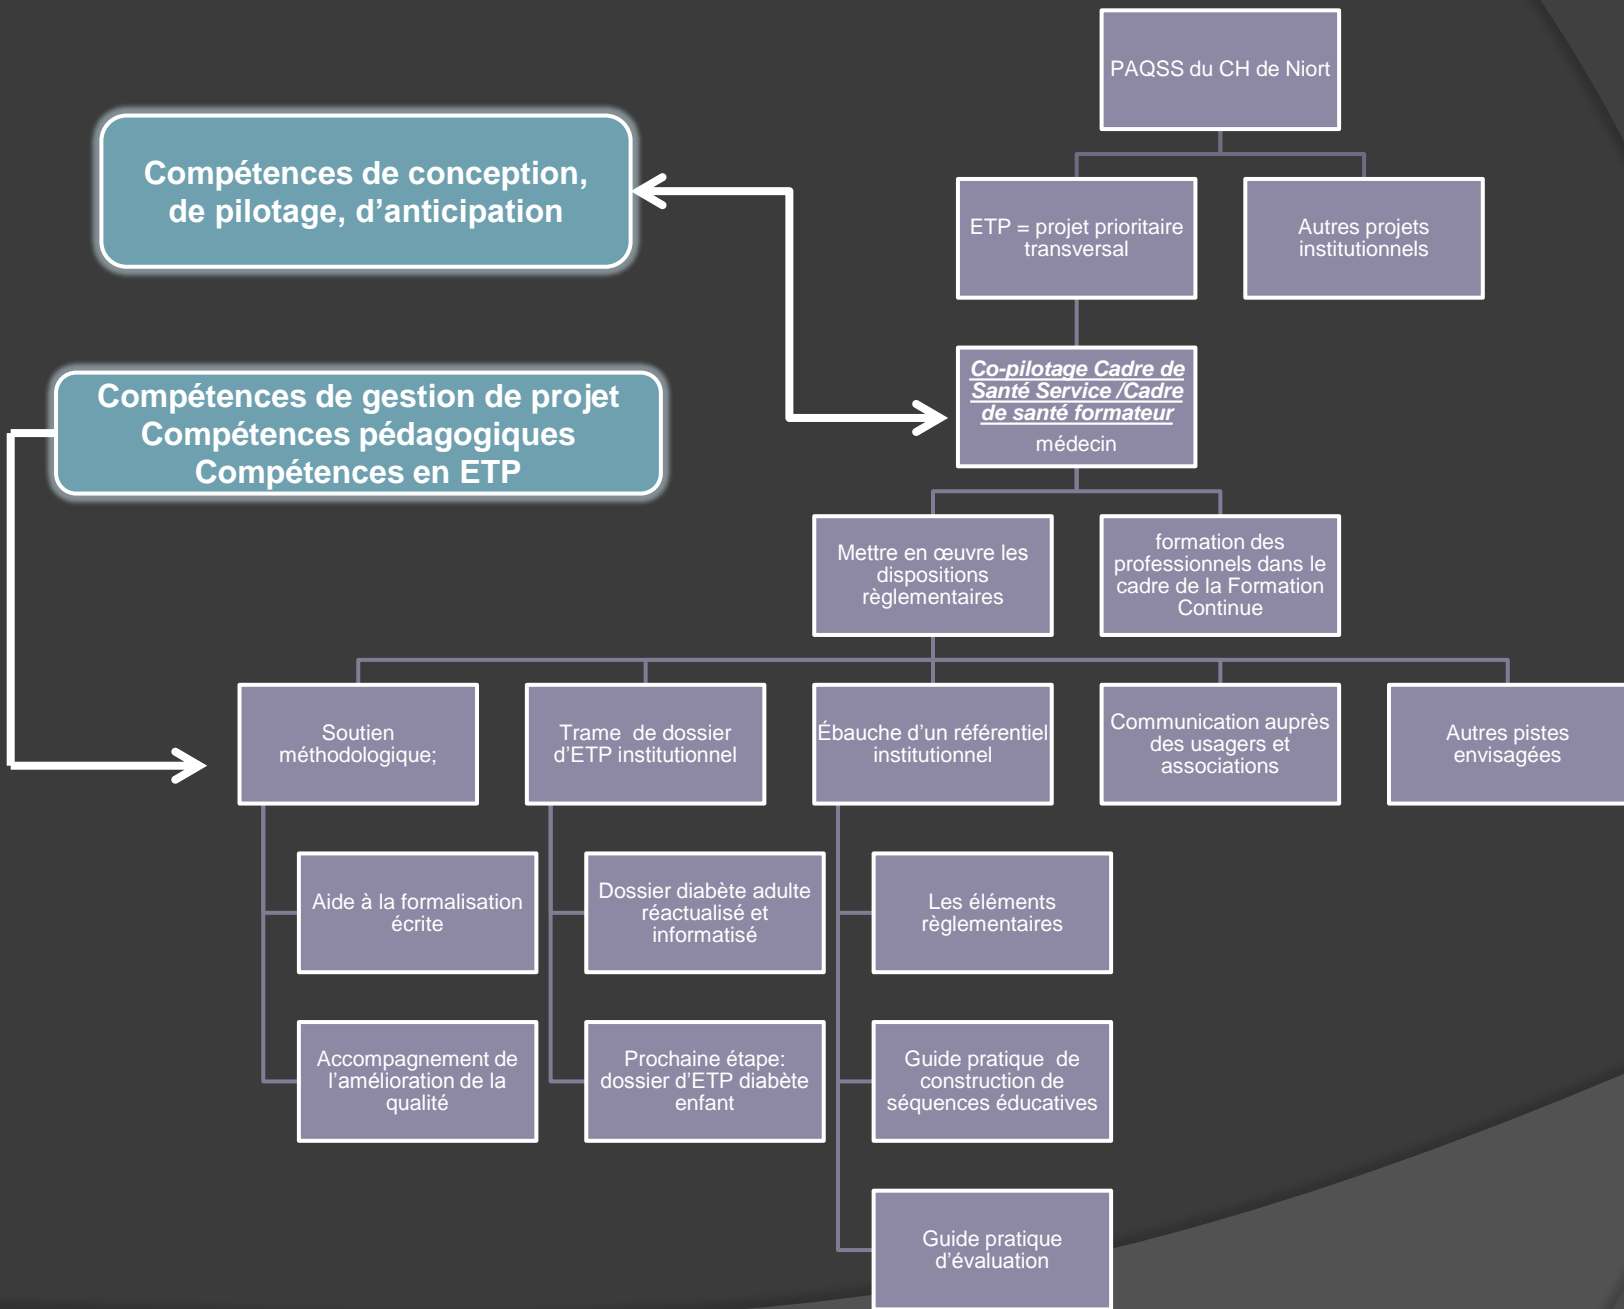 PAQSS du CH de Niort
Compétences de conception,
de pilotage, d’anticipation
ETP = projet prioritaire
transversal
Autres projets
institutionnels
Co-pilotage Cadre de
Santé Service /Cadre
de santé formateur
médecin
Compétences de gestion de projet
Compétences pédagogiques
Compétences en ETP
Mettre en œuvre les
dispositions
règlementaires
formation des
professionnels dans le
cadre de la Formation
Continue
Soutien
méthodologique;
Trame de dossier
d’ETP institutionnel
Ébauche d’un référentiel
institutionnel
Communication auprès
des usagers et
associations
Autres pistes
envisagées
Aide à la formalisation
écrite
Dossier diabète adulte
réactualisé et
informatisé
Les éléments
règlementaires
Accompagnement de
l’amélioration de la
qualité
Prochaine étape:
dossier d’ETP diabète
enfant
Guide pratique de
construction de
séquences éducatives
Guide pratique
d’évaluation